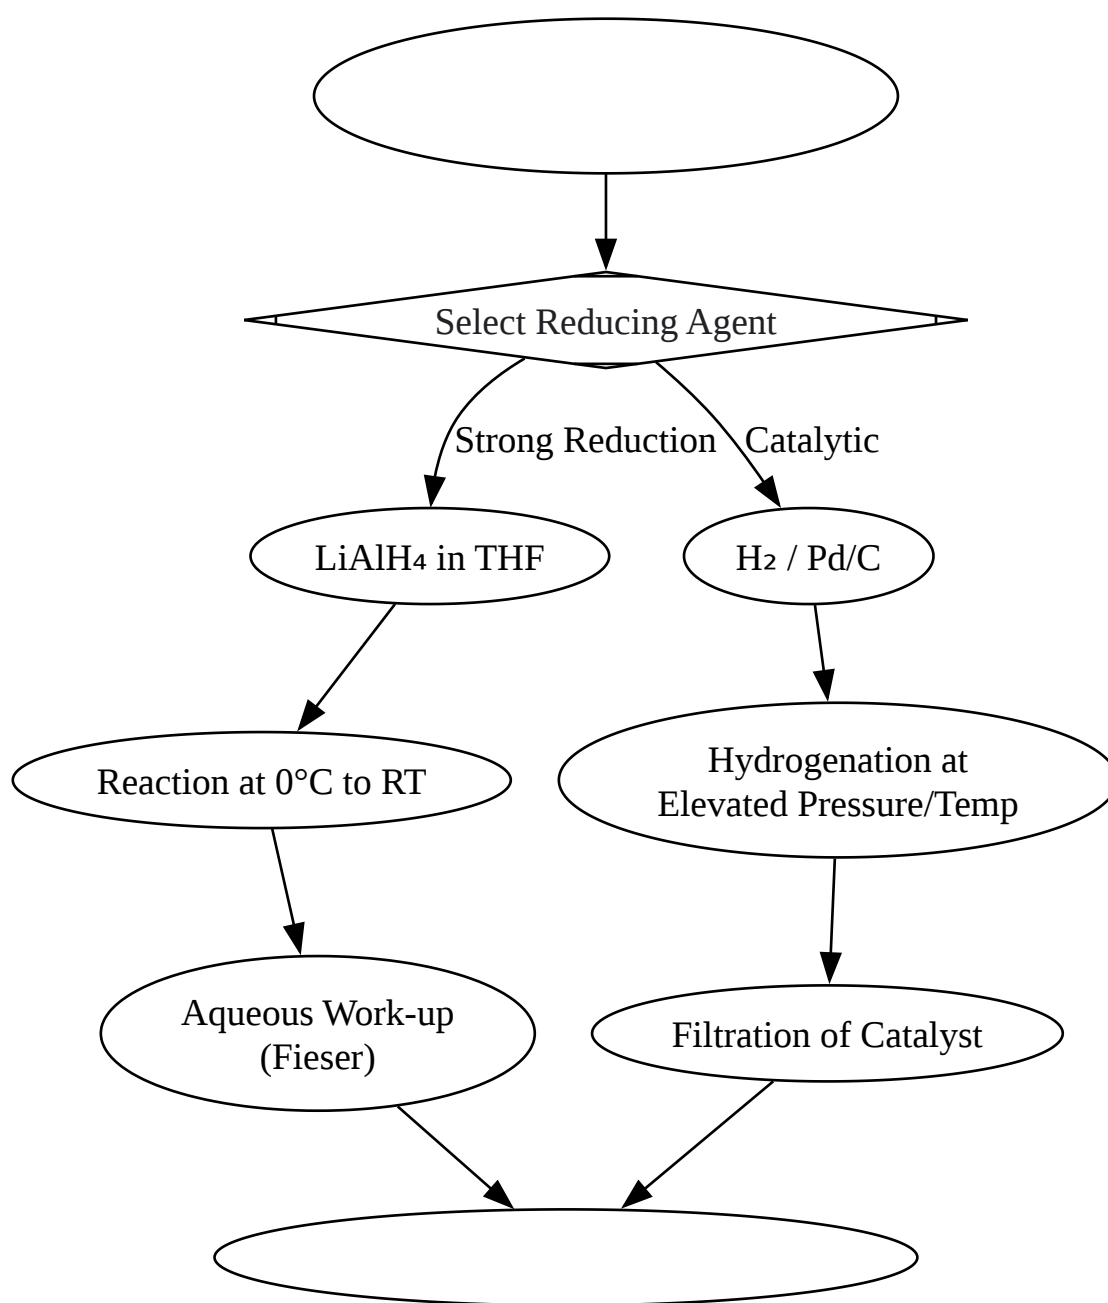 Select Reducing Agent
Strong Reduction
Catalytic
LiAlH₄ in THF
H₂ / Pd/C
Reaction at 0°C to RT
Hydrogenation at
Elevated Pressure/Temp
Aqueous Work-up
(Fieser)
Filtration of Catalyst